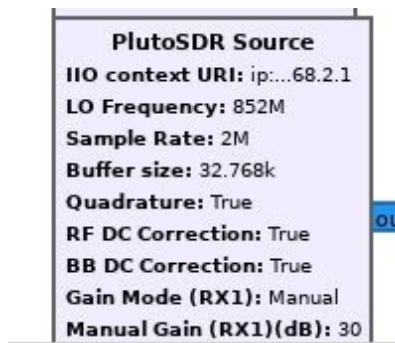 PlutoSDR Source
IIO context URI: ip:...68.2.1
LO Frequency: 852M
Sample Rate: 2M
Buffer size: 32.768k
Quadrature: True
RF DC Correction: True
BB DC Correction: True
Gain Mode (RX1): Manual
Manual Gain (RX1)(dB): 30